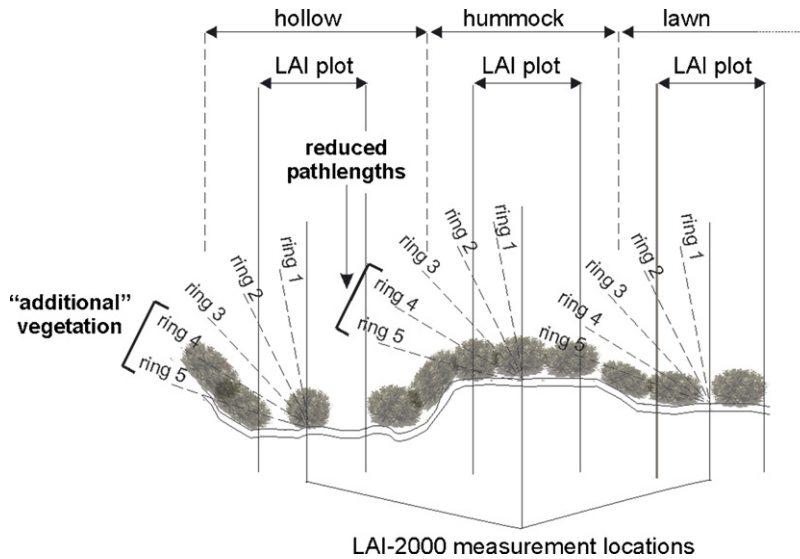 hollow
hummock
lawn
LAI plot
LAI plot
LAI plot
reduced
pathlengths
“additional”
vegetation
ring 1
ring 2
ring 3
ring 4
ring 5
ring 1
ring 2
ring 3
ring 4
ring 5
ring 1
ring 2
ring 3
ring 4
ring 5
LAI-2000 measurement locations